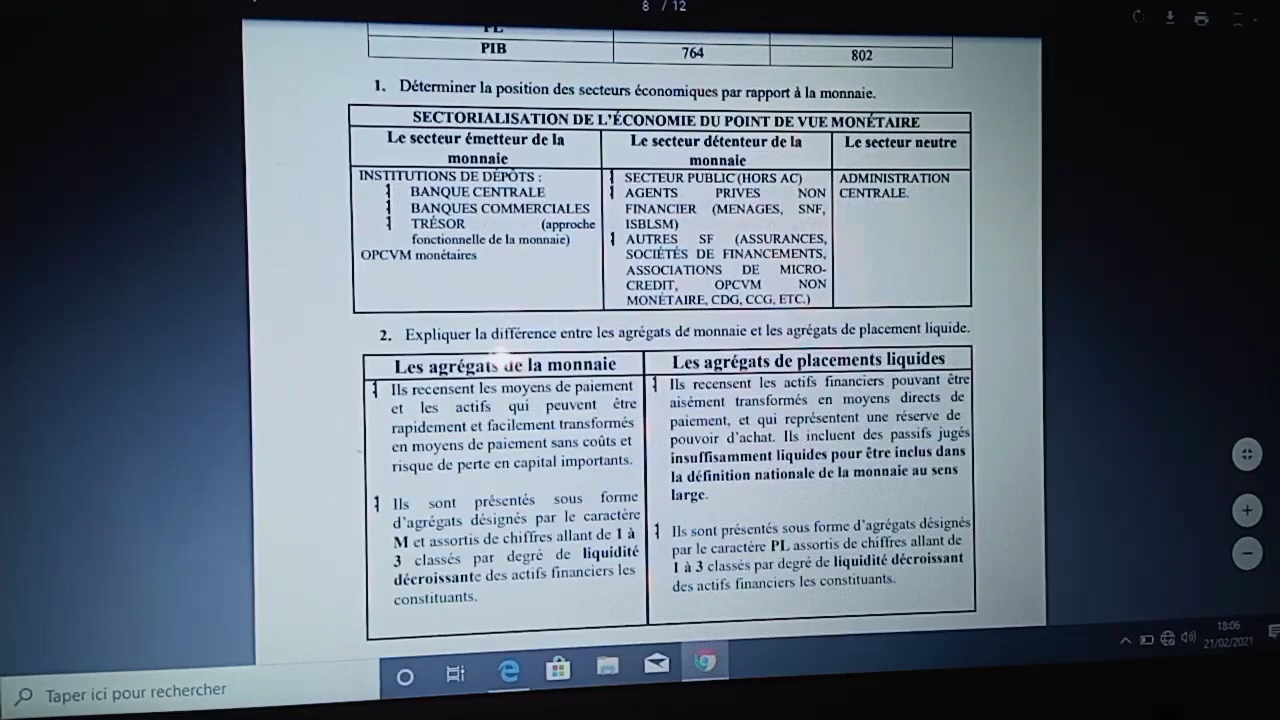 8 / 12
PL
PIB 764 802
1. Déterminer la position des secteurs économiques par rapport à la monnaie.
SECTORIALISATION DE L'ÉCONOMIE DU POINT DE VUE MONÉTAIRE
Le secteur émetteur de la
monnaie
Le secteur détenteur de la
monnaie
Le secteur neutre
INSTITUTIONS DE DÉPÔTS :
BANQUE CENTRALE
BANQUES COMMERCIALES
TRÉSOR (approche
fonctionnelle de la monnaie)
OPCVM monétaires
SECTEUR PUBLIC (HORS AC)
AGENTS PRIVES NON
FINANCIER (MENAGES, SNF,
ISBLSM)
AUTRES SF (ASSURANCES,
SOCIÉTÉS DE FINANCEMENTS,
ASSOCIATIONS DE MICRO-
CREDIT, OPCVM NON
MONÉTAIRE, CDG, CCG, ETC.)
ADMINISTRATION
CENTRALE.
2. Expliquer la différence entre les agrégats de monnaie et les agrégats de placement liquide.
Les agrégats de la monnaie
Ils recensent les moyens de paiement
et les actifs qui peuvent être
rapidement et facilement transformés
en moyens de paiement sans coûts et
risque de perte en capital importants.
Ils sont présentés sous forme
d'agrégats désignés par le caractère
M et assortis de chiffres allant de 1 à
3 classés par degré de liquidité
décroissante des actifs financiers les
constituants.
Les agrégats de placements liquides
Ils recensent les actifs financiers pouvant être
aisément transformés en moyens directs de
paiement, et qui représentent une réserve de
pouvoir d'achat. Ils incluent des passifs jugés
insuffisamment liquides pour être inclus dans
la définition nationale de la monnaie au sens
large.
Ils sont présentés sous forme d'agrégats désignés
par le caractère PL assortis de chiffres allant de
1 à 3 classés par degré de liquidité décroissant
des actifs financiers les constituants.
18:06
21/02/2021
Taper ici pour rechercher